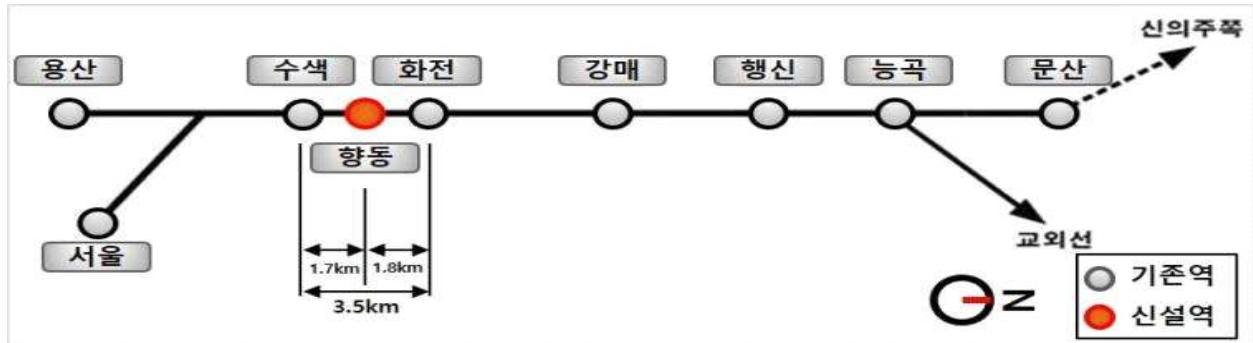 신의주쪽
용산
수색
화전
강매
행신
능곡
문산
향동
서울
교외선
1.7km
1.8km
3.5km
N
기존역
신설역